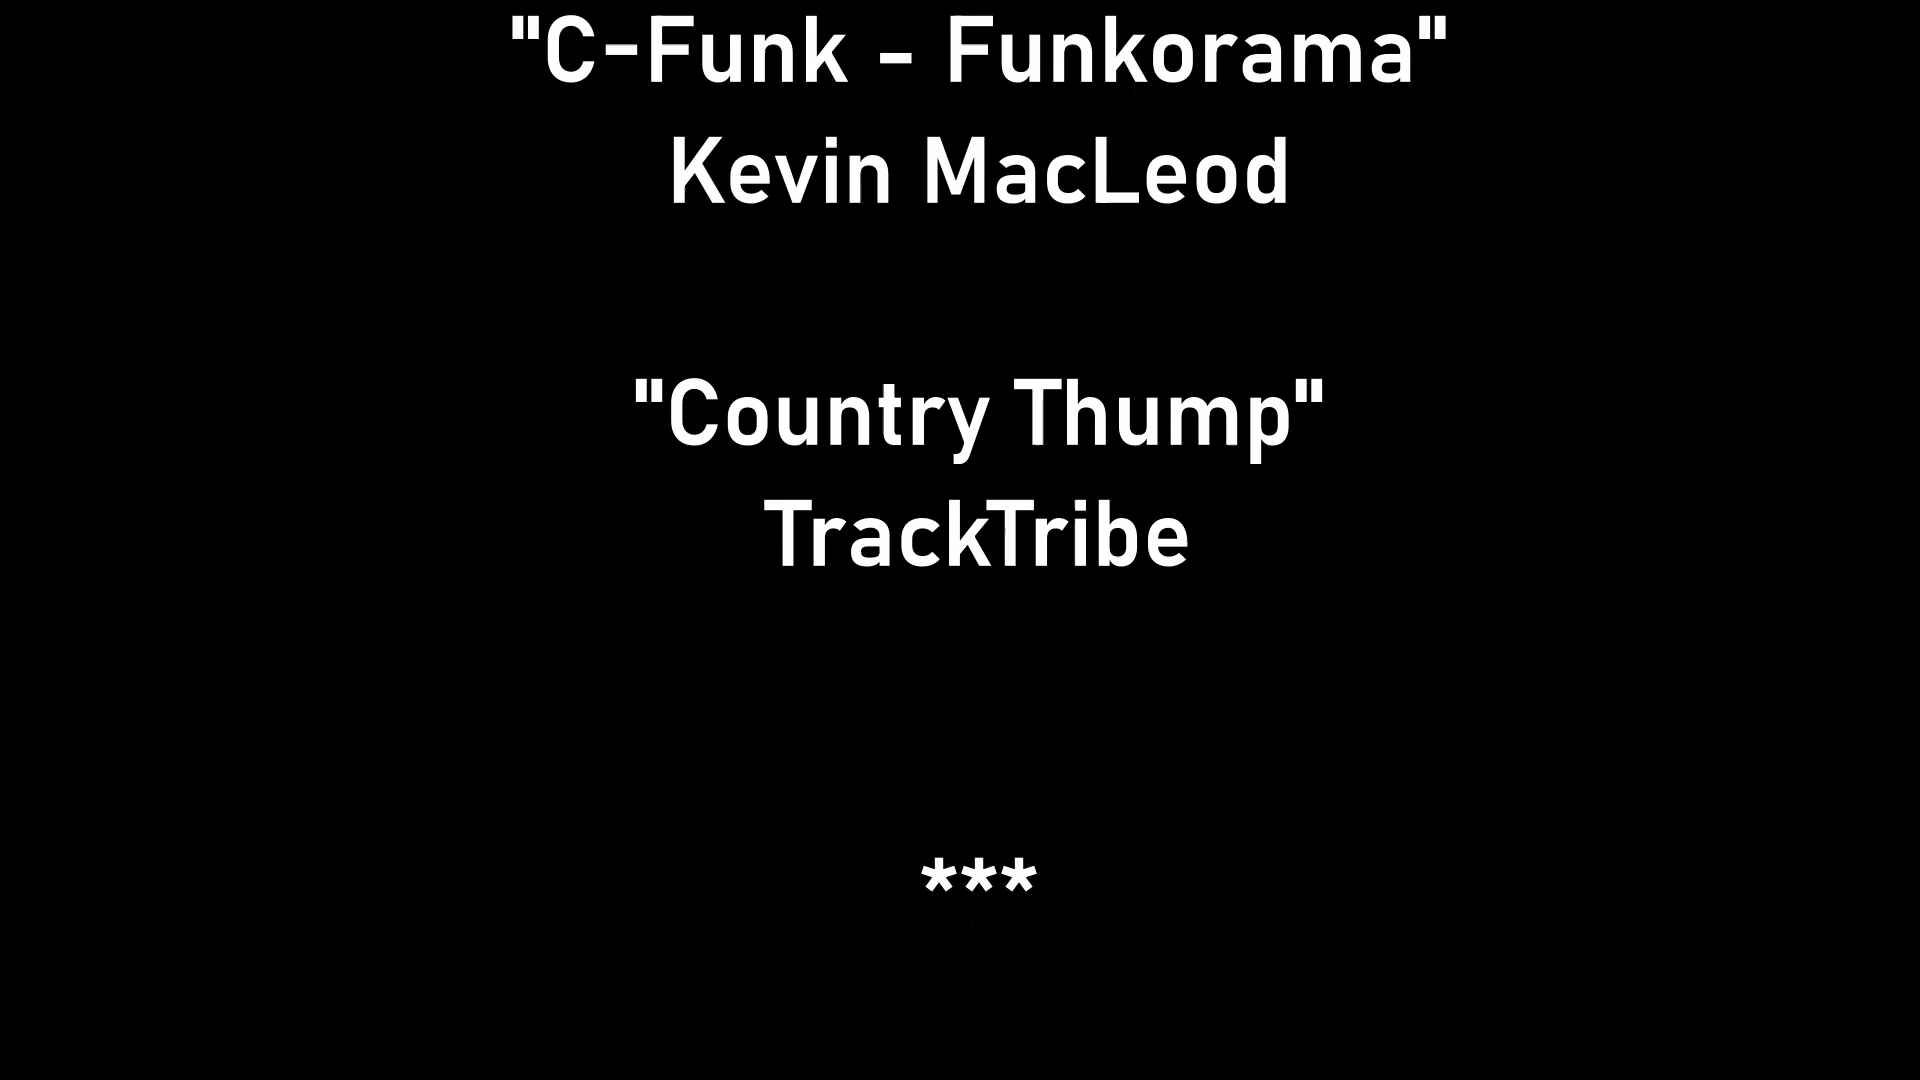 "C-Funk - Funkorama"
Kevin MacLeod
"Country Thump"
TrackTribe
***